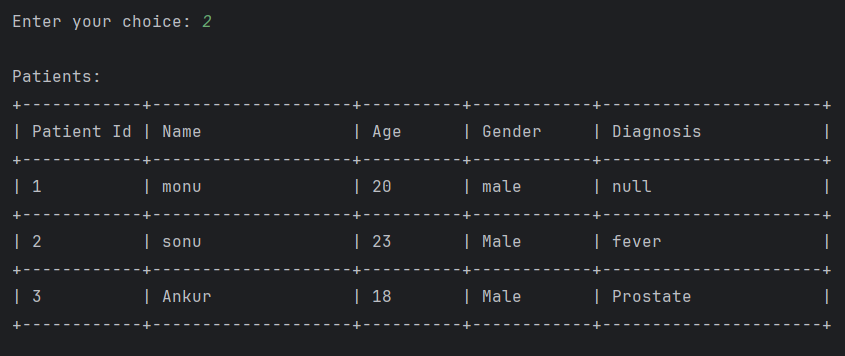 Enter your choice: 2
Patients:
+------------+--------------------+----------+------------+----------------------+
| Patient Id | Name               | Age      | Gender     | Diagnosis            |
+------------+--------------------+----------+------------+----------------------+
| 1          | monu               | 20       | male       | null                 |
+------------+--------------------+----------+------------+----------------------+
| 2          | sonu               | 23       | Male       | fever                |
+------------+--------------------+----------+------------+----------------------+
| 3          | Ankur              | 18       | Male       | Prostate             |
+------------+--------------------+----------+------------+----------------------+